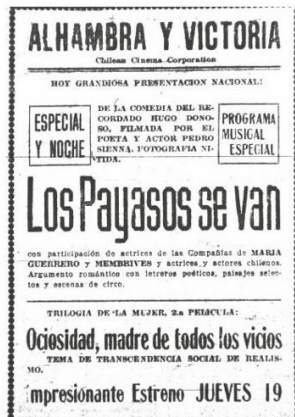 ALHAMBRA Y VICTORIA
Chilean Cinema Corporation
HOY GRANDIOSA PRESENTACION NACIONAL:
ESPECIAL
Y NOCHE
DE LA COMEDIA DEL RE-
CORDADO HUGO DONO-
SO, FILMADA POR EL
POETA Y ACTOR PEDRO
SIENNA. FOTOGRAFIA NI-
TIDA.
PROGRAMA
MUSICAL
ESPECIAL
Los Payasos se van
con participación de actrices de las Compañías de MARIA
GUERRERO y MEMBRIVES y actrices y actores chilenos.
Argumento romántico con letreros poéticos, paisajes selec-
tos y escenas de circo.
TRILOGIA DE LA MUJER, 2.a PELICULA:
Ociosidad, madre de todos los vicios
TEMA DE TRANSCENDENCIA SOCIAL DE REALIS-
MO.
Impresionante Estreno JUEVES 19